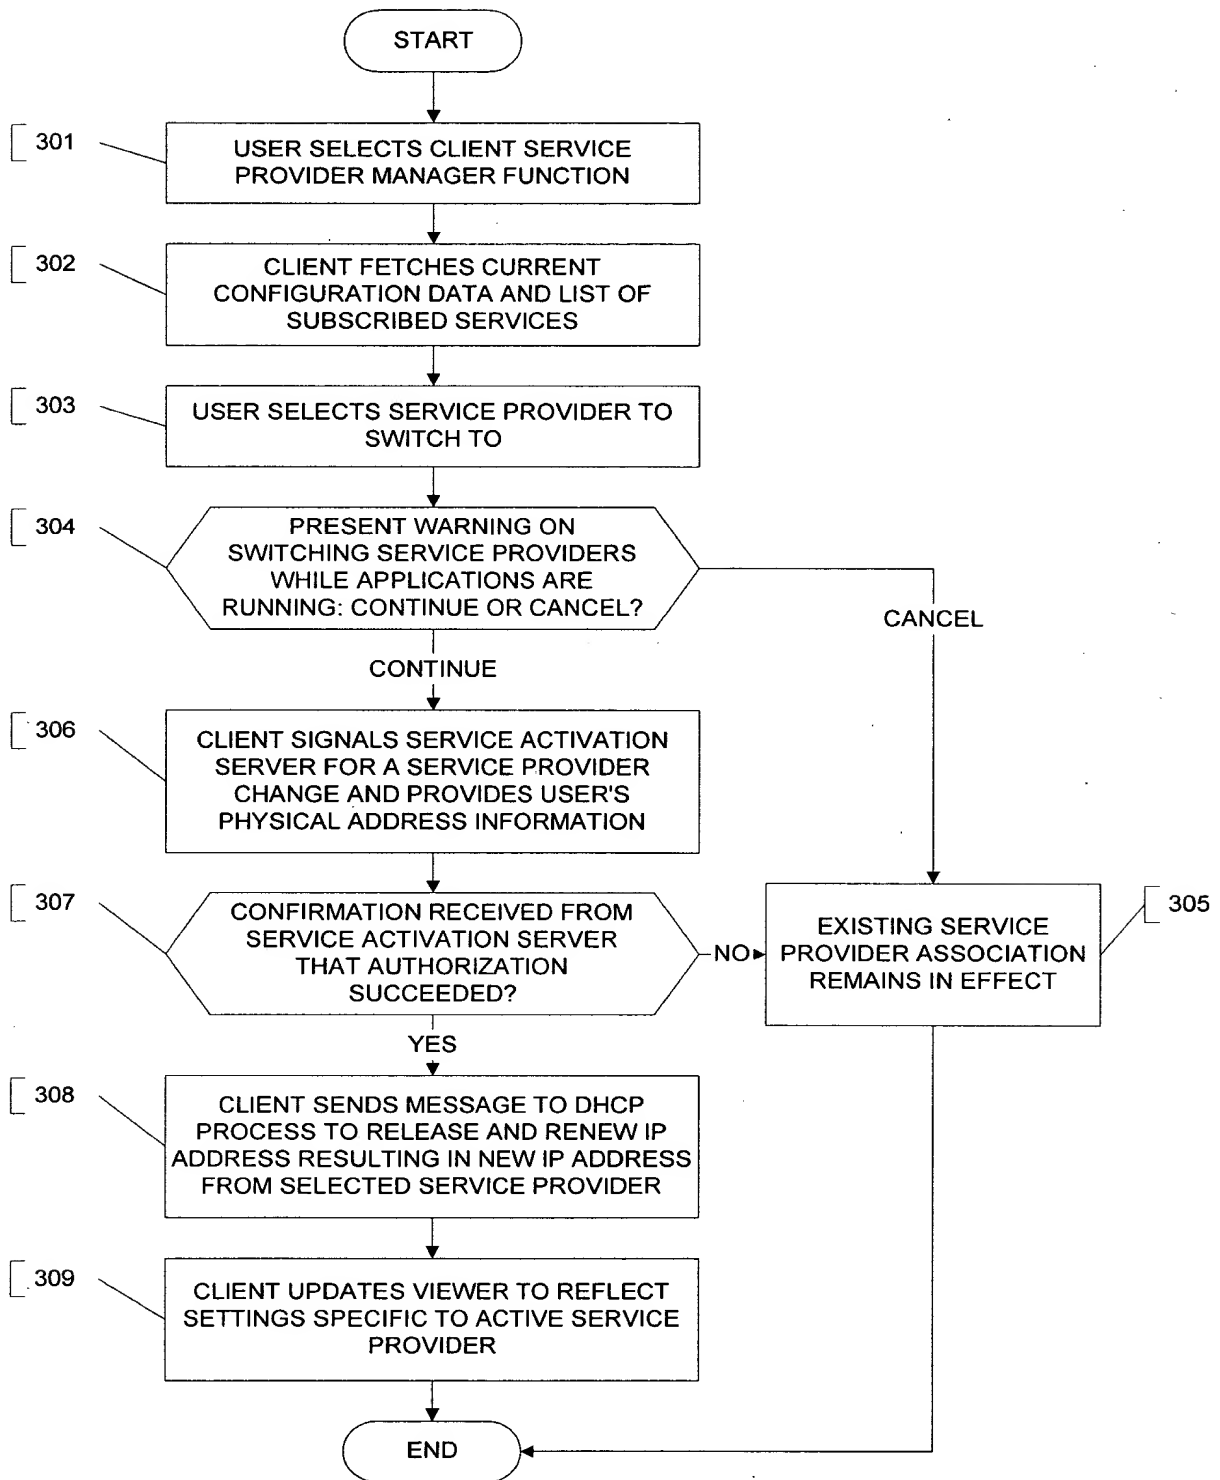 START
301
USER SELECTS CLIENT SERVICE
PROVIDER MANAGER FUNCTION
302
CLIENT FETCHES CURRENT
CONFIGURATION DATA AND LIST OF
SUBSCRIBED SERVICES
303
USER SELECTS SERVICE PROVIDER TO
SWITCH TO
304
PRESENT WARNING ON
SWITCHING SERVICE PROVIDERS
WHILE APPLICATIONS ARE
RUNNING: CONTINUE OR CANCEL?
CANCEL
CONTINUE
306
CLIENT SIGNALS SERVICE ACTIVATION
SERVER FOR A SERVICE PROVIDER
CHANGE AND PROVIDES USER'S
PHYSICAL ADDRESS INFORMATION
307
CONFIRMATION RECEIVED FROM
SERVICE ACTIVATION SERVER
THAT AUTHORIZATION
SUCCEEDED?
NO
EXISTING SERVICE
PROVIDER ASSOCIATION
REMAINS IN EFFECT
305
YES
308
CLIENT SENDS MESSAGE TO DHCP
PROCESS TO RELEASE AND RENEW IP
ADDRESS RESULTING IN NEW IP ADDRESS
FROM SELECTED SERVICE PROVIDER
309
CLIENT UPDATES VIEWER TO REFLECT
SETTINGS SPECIFIC TO ACTIVE SERVICE
PROVIDER
END